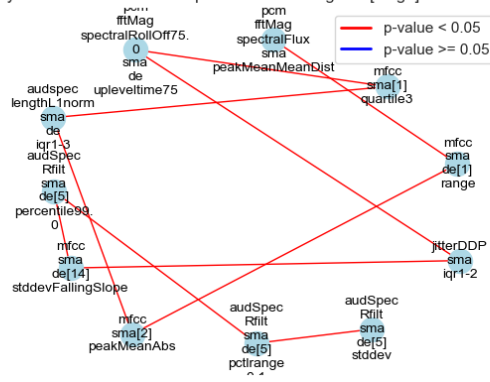 pcm
fftMag
spectralRollOff75.
0
sma
de
upleveltime75
pcm
fftMag
spectralFlux
sma
peakMeanMeanDist
p-value < 0.05
p-value >= 0.05
mfcc
sma[1]
quartile3
audspec
lengthL1norm
sma
de
iqr1-3
mfcc
sma
de[1]
range
audSpec
Rfilt
sma
de[5]
percentile99.
0
mfcc
sma
de[14]
stddevFallingSlope
jitterDDP
sma
iqr1-2
mfcc
sma[2]
peakMeanAbs
audSpec
Rfilt
sma
de[5]
pctlrange
audSpec
Rfilt
sma
de[5]
stddev